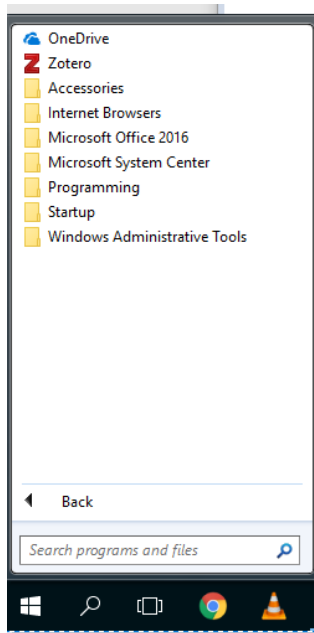 OneDrive
Zotero
Accessories
Internet Browsers
Microsoft Office 2016
Microsoft System Center
Programming
Startup
Windows Administrative Tools
Back
Search programs and files